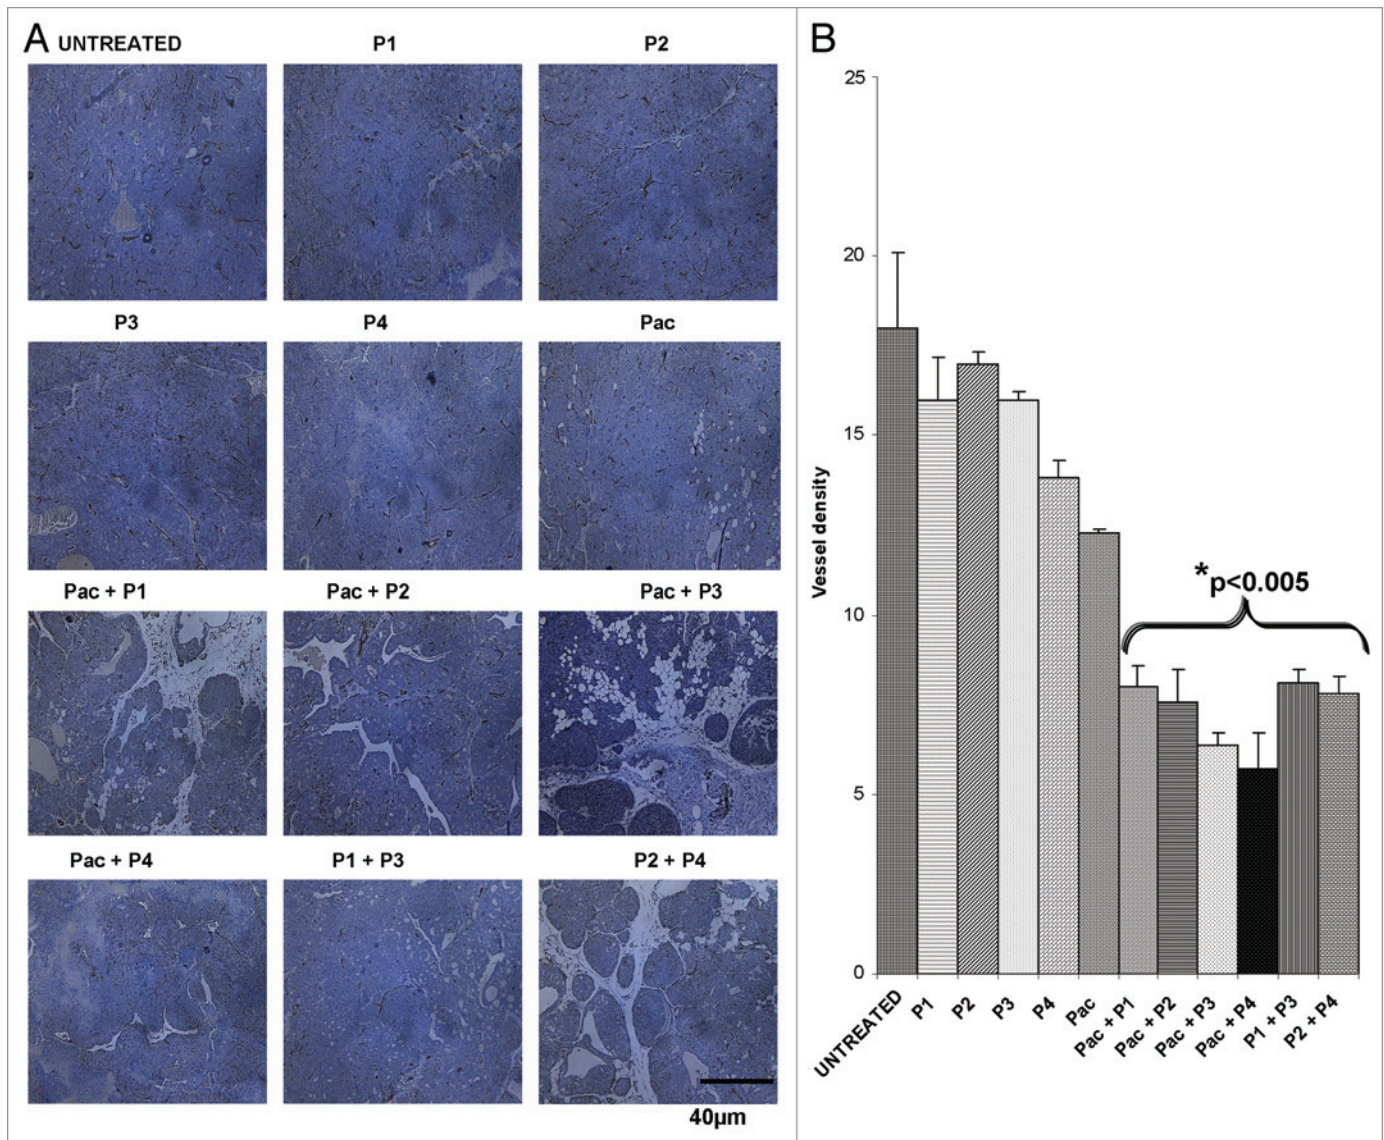 A UNTREATED P1 P2
P3 P4 Pac
Pac + P1 Pac + P2 Pac + P3
Pac + P4 P1 + P3 P2 + P4
40μm
B
25
20
15
10
5
0
Vessel density
*p<0.005
UNTREATED P1 P2 P3 P4 Pac Pac + P1 Pac + P2 Pac + P3 Pac + P4 P1 + P3 P2 + P4